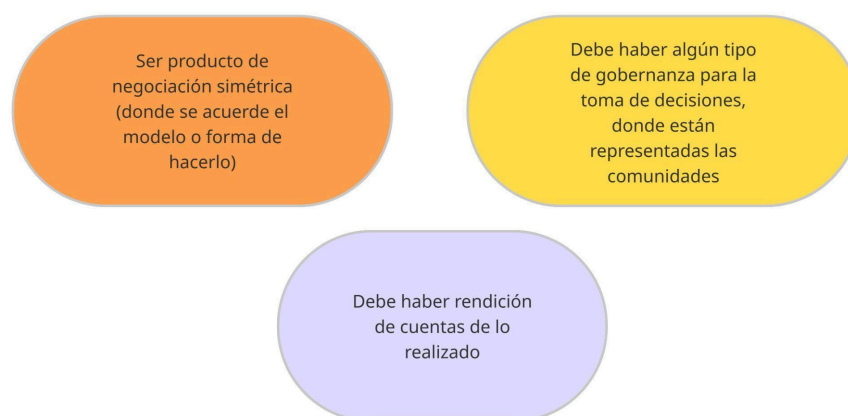 Ser producto de
negociación simétrica
(donde se acuerde el
modelo o forma de
hacerlo)
Debe haber algún tipo
de gobernanza para la
toma de decisiones,
donde están
representadas las
comunidades
Debe haber rendición
de cuentas de lo
realizado